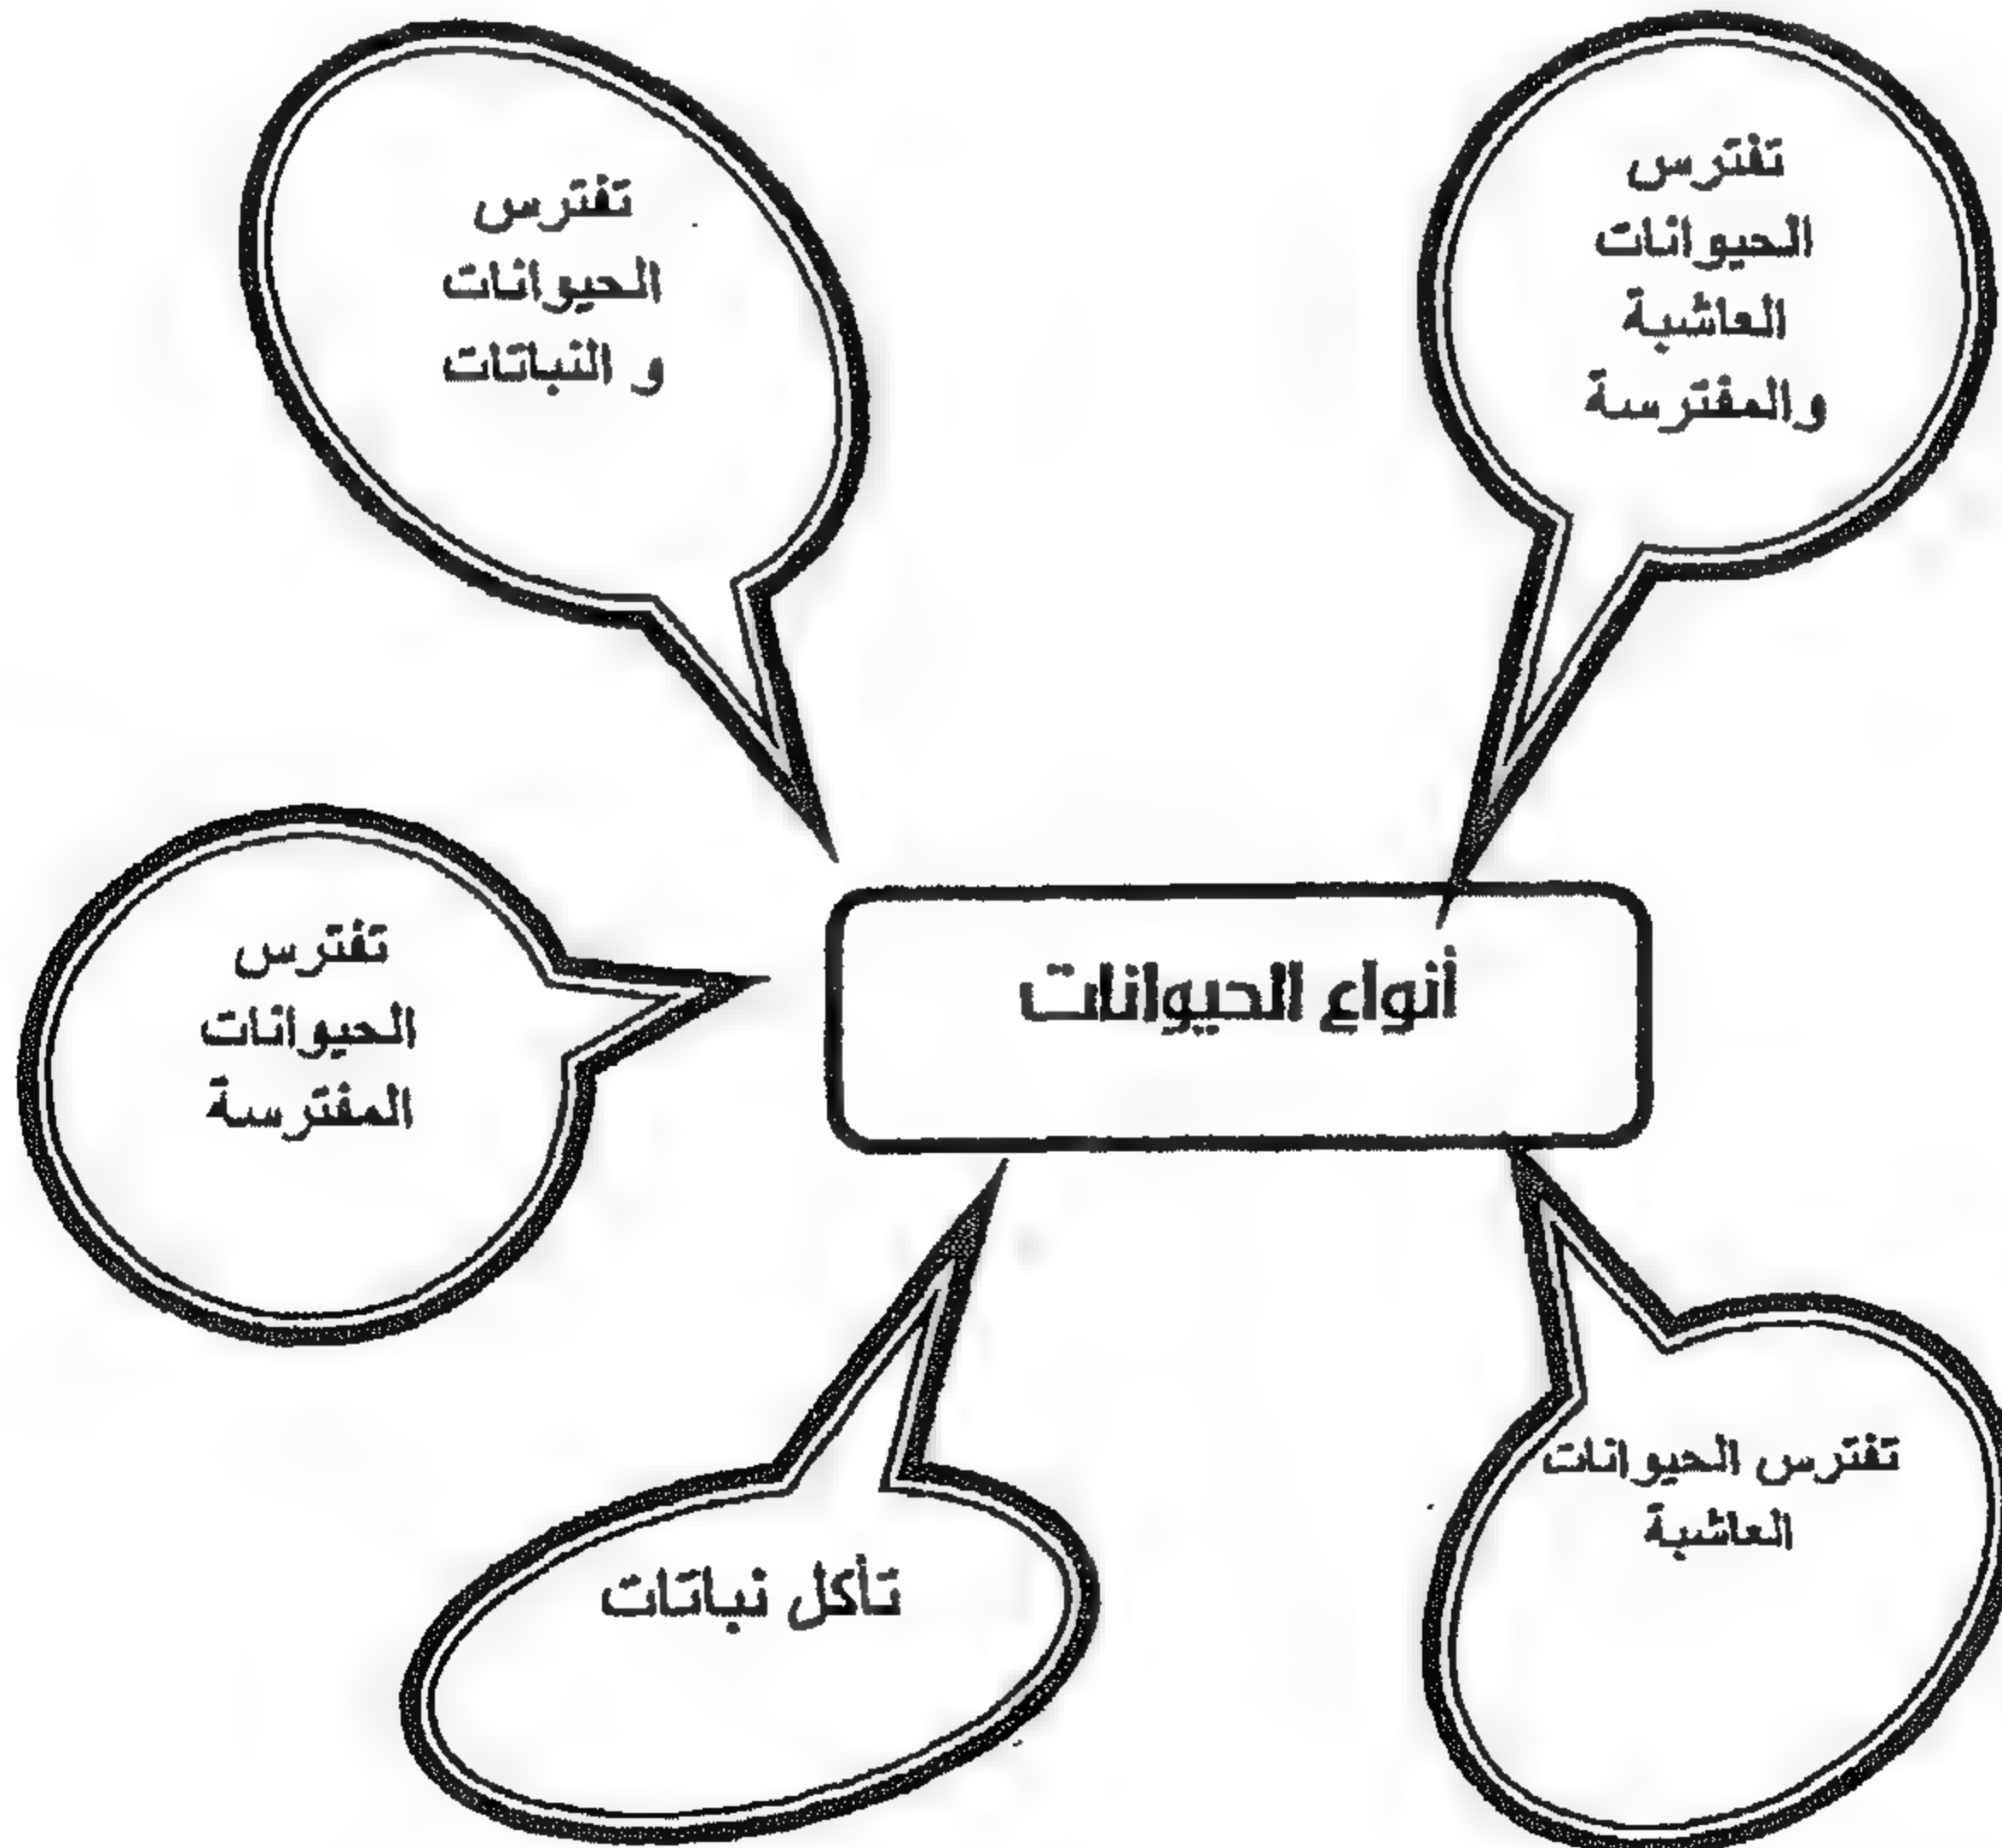 تفترس
الحيوانات
العاشبة
والمفترسة
تفترس
الحيوانات
و النباتات
أنواع الحيوانات
تفترس
الحيوانات
المفترسة
تفترس الحيوانات
العاشبة
تأكل نباتات